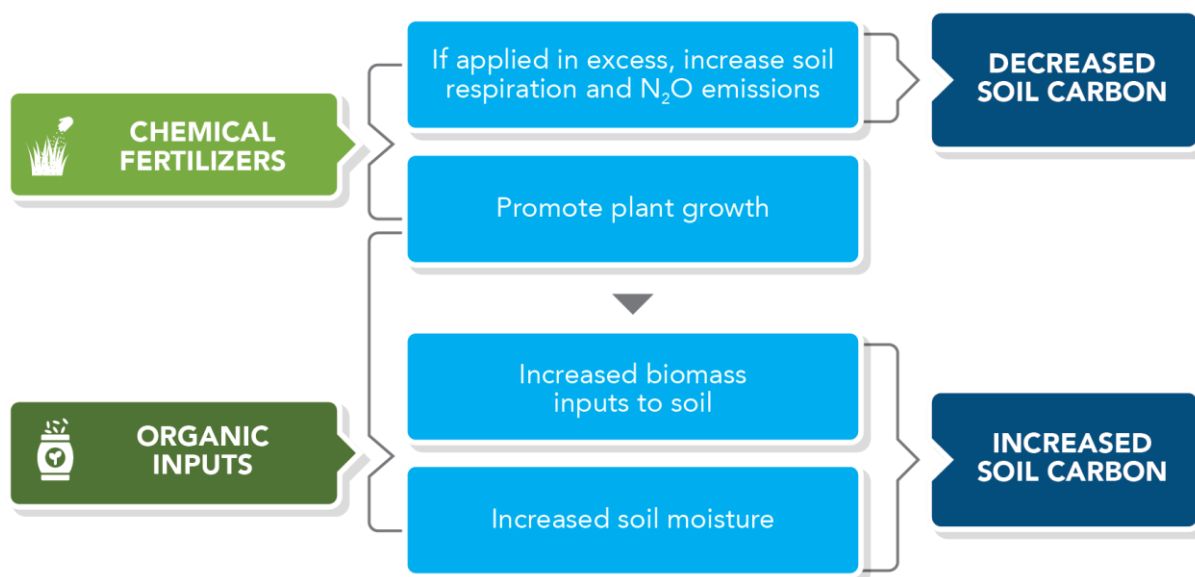 CHEMICAL
FERTILIZERS
If applied in excess, increase soil
respiration and N₂O emissions
DECREASED
SOIL CARBON
Promote plant growth
Increased biomass
inputs to soil
ORGANIC
INPUTS
Increased soil moisture
INCREASED
SOIL CARBON